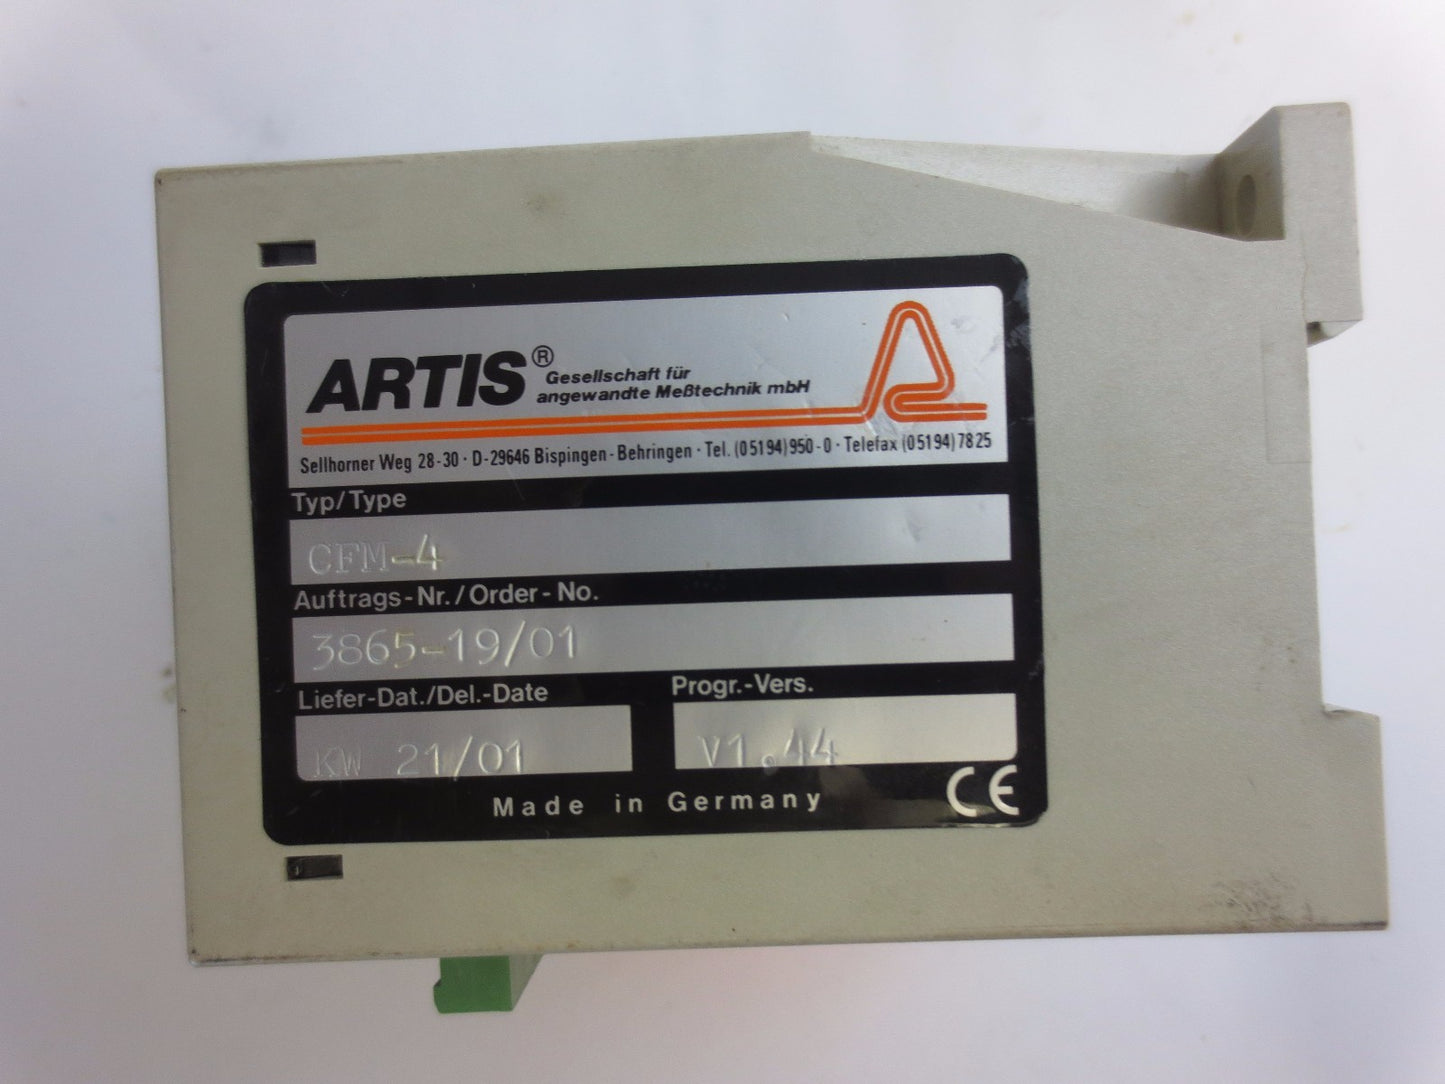 ARTIS® Gesellschaft für
angewandte Meßtechnik mbH
Sellhorner Weg 28-30 · D-29646 Bispingen-Behringen · Tel. (05194) 950-0 · Telefax (05194) 7825
Typ/Type
CFM-4
Auftrags-Nr./Order-No.
3865-19/01
Liefer-Dat./Del.-Date Progr.-Vers.
KW 21/01 V1.44
Made in Germany CE